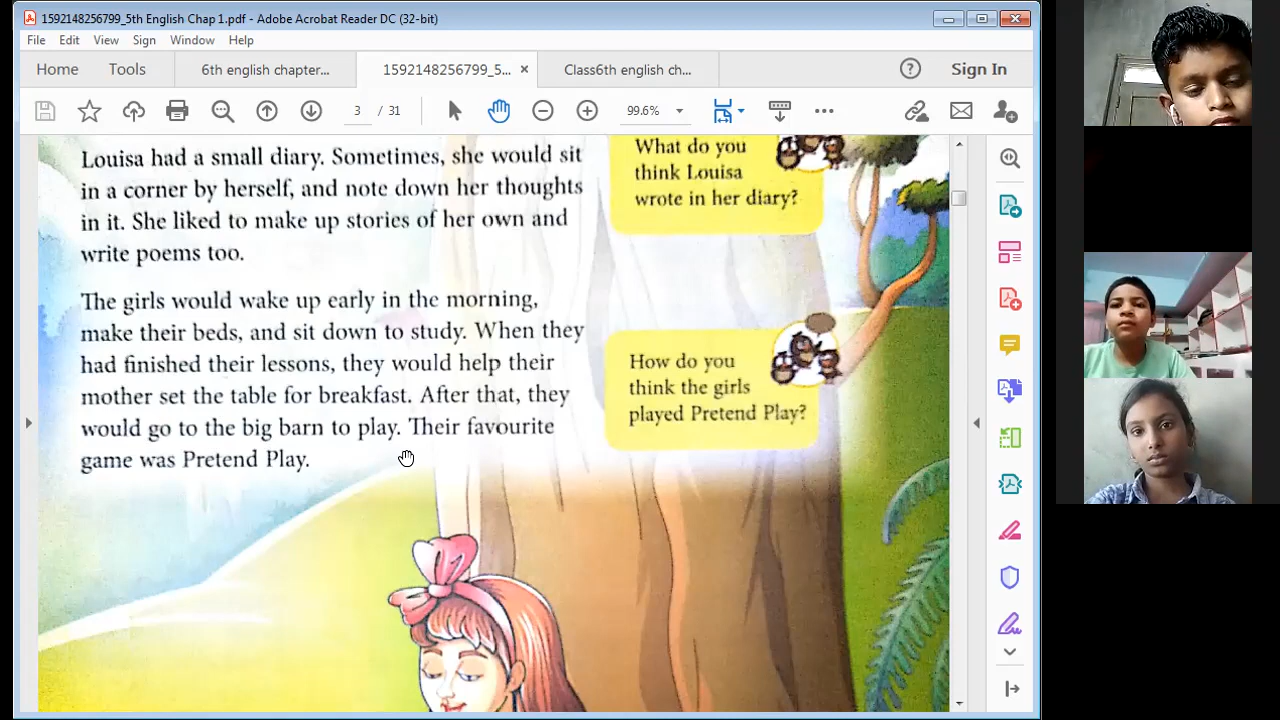 1592148256799_5th English Chap 1.pdf - Adobe Acrobat Reader DC (32-bit)
File Edit View Sign Window Help
Home Tools 6th english chapter... 1592148256799_5... × Class6th english ch... Sign In
3 / 31 99.6%
Louisa had a small diary. Sometimes, she would sit
in a corner by herself, and note down her thoughts
in it. She liked to make up stories of her own and
write poems too.
What do you
think Louisa
wrote in her diary?
The girls would wake up early in the morning,
make their beds, and sit down to study. When they
had finished their lessons, they would help their
mother set the table for breakfast. After that, they
would go to the big barn to play. Their favourite
game was Pretend Play.
How do you
think the girls
played Pretend Play?